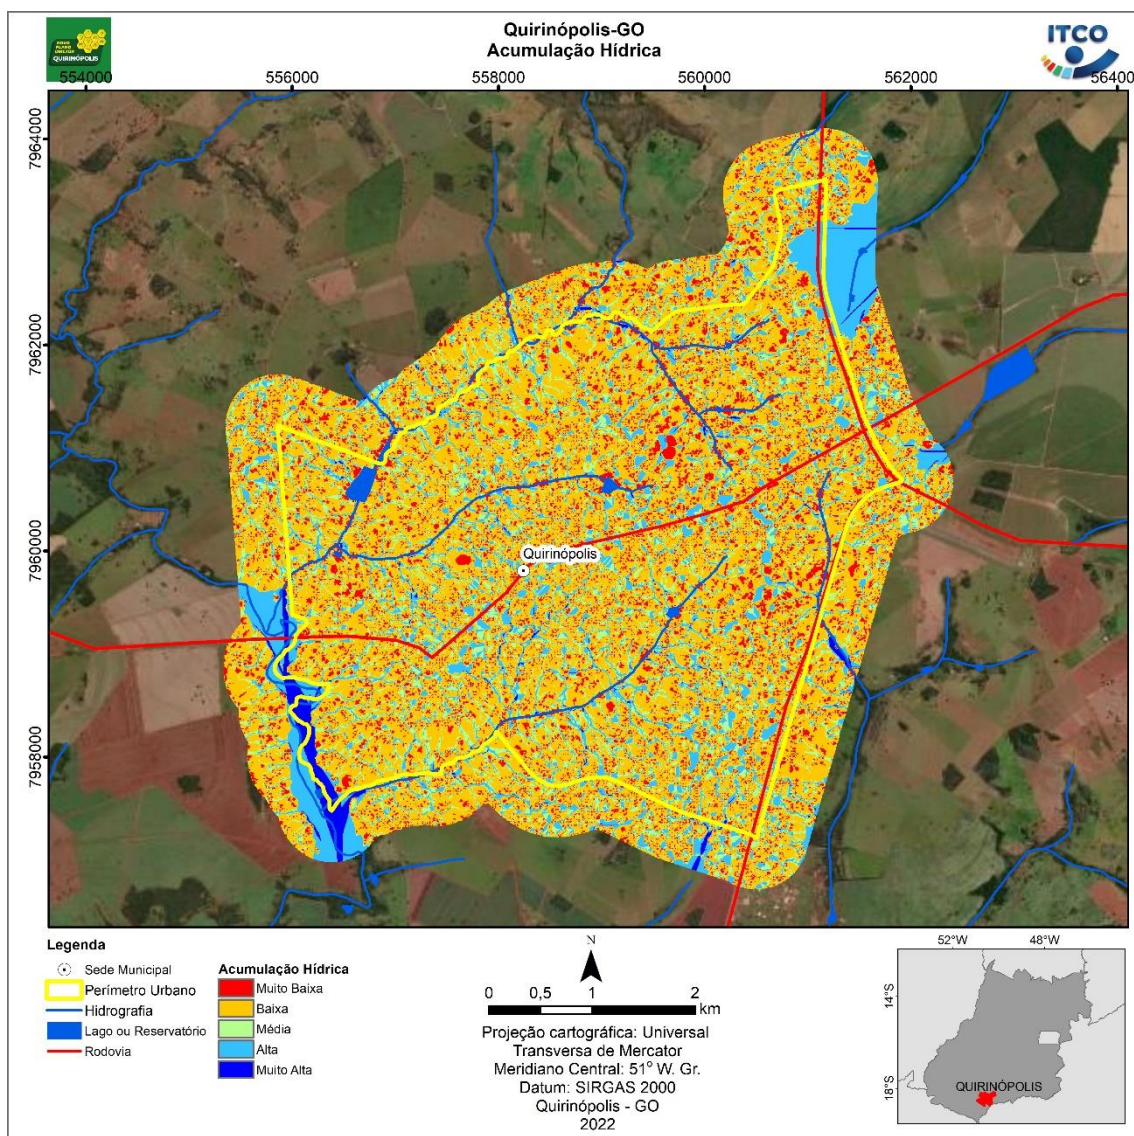 Quirinópolis-GO
Acumulação Hídrica
QUIRINÓPOLIS
ITCO
554000
556000
558000
560000
562000
564000
7964000
7962000
7960000
7958000
Quirinópolis
Legenda
Sede Municipal
Perímetro Urbano
Hidrografia
Lago ou Reservatório
Rodovia
Acumulação Hídrica
Muito Baixa
Baixa
Média
Alta
Muito Alta
N
0 0,5 1 2
km
Projeção cartográfica: Universal
Transversa de Mercator
Meridiano Central: 51° W. Gr.
Datum: SIRGAS 2000
Quirinópolis - GO
2022
52°W 48°W
14°S
18°S
QUIRINÓPOLIS